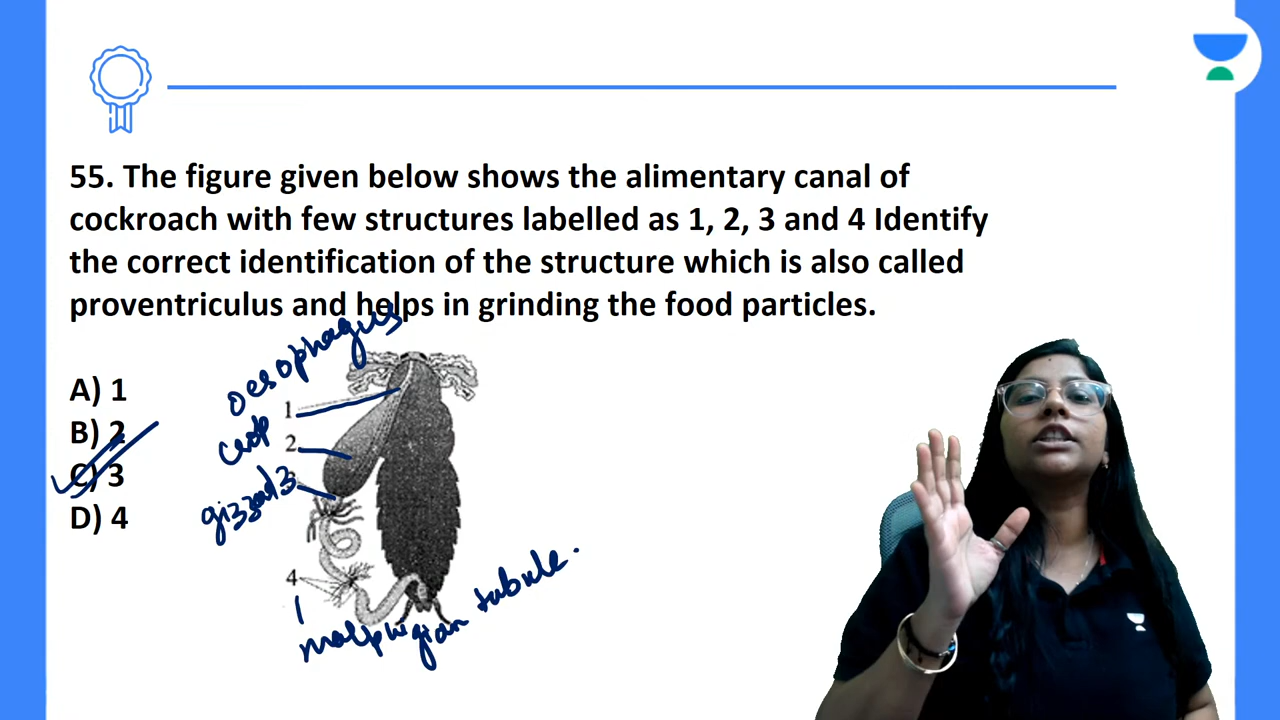 55. The figure given below shows the alimentary canal of
cockroach with few structures labelled as 1, 2, 3 and 4 Identify
the correct identification of the structure which is also called
proventriculus and helps in grinding the food particles.
A) 1
B) 2
C) 3
D) 4
oesophagus
1
crop
2
gizzad 3
4
malphigian tubule.